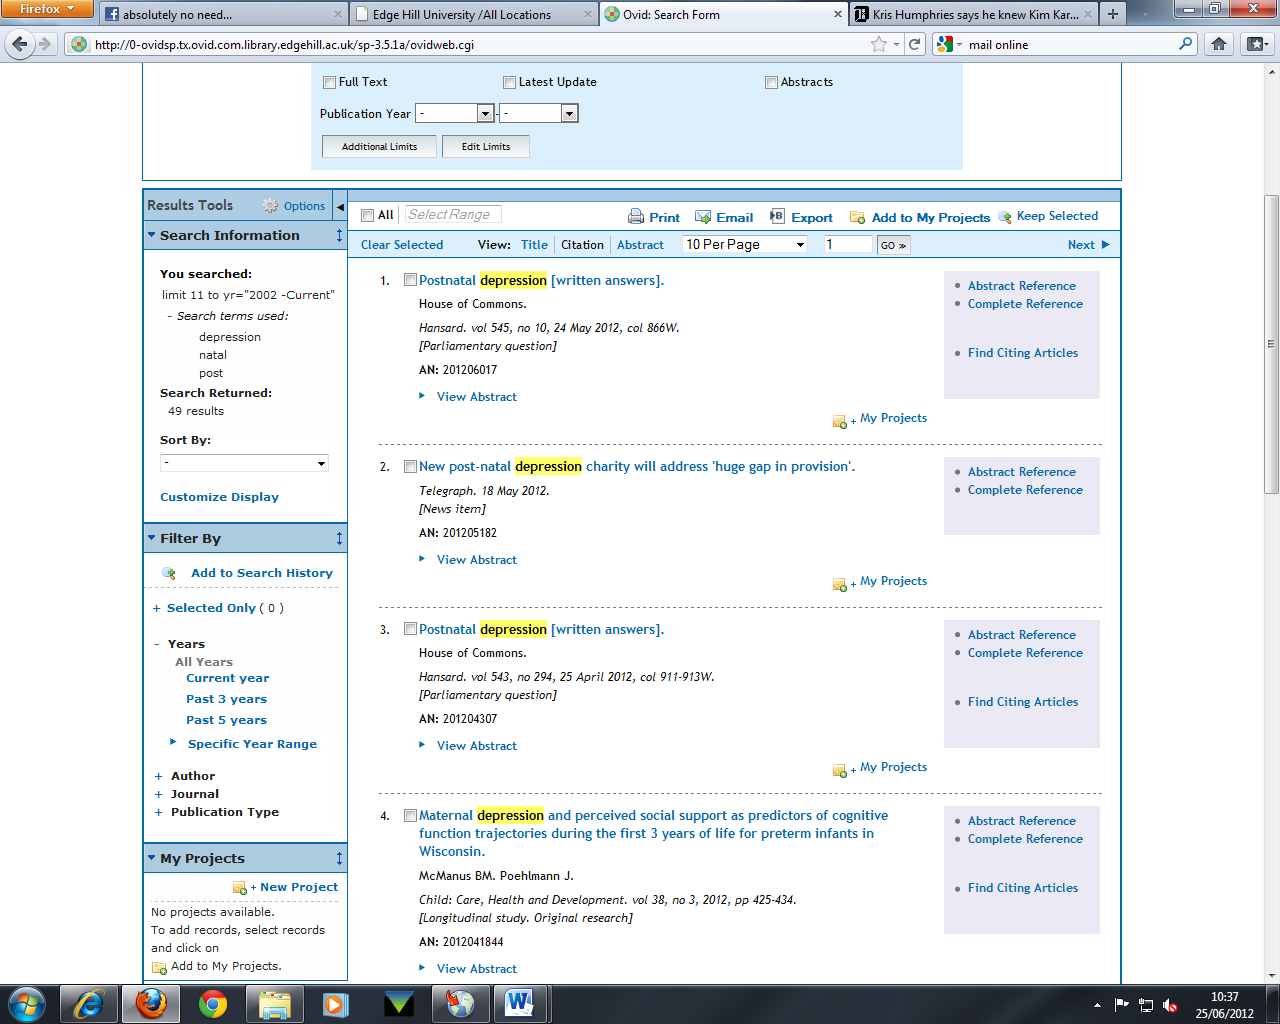 Firefox
absolutely no need...
Edge Hill University /All Locations
Ovid: Search Form
Kris Humphries says he knew Kim Kar...
http://0-ovidsp.tx.ovid.com.library.edgehill.ac.uk/sp-3.5.1a/ovidweb.cgi
mail online
Full Text
Latest Update
Abstracts
Publication Year - - -
Additional Limits
Edit Limits
Results Tools
Options
Search Information
You searched:
limit 11 to yr="2002 -Current"
- Search terms used:
depression
natal
post
Search Returned:
49 results
Sort By:
-
Customize Display
Filter By
Add to Search History
+ Selected Only ( 0 )
- Years
All Years
Current year
Past 3 years
Past 5 years
Specific Year Range
+ Author
+ Journal
+ Publication Type
My Projects
+ New Project
No projects available.
To add records, select records
and click on
Add to My Projects.
All
Select Range
Print
Email
Export
Add to My Projects
Keep Selected
Clear Selected
View: Title
Citation
Abstract
10 Per Page
1
GO »
Next
1. Postnatal depression [written answers].
House of Commons.
Hansard. vol 545, no 10, 24 May 2012, col 866W.
[Parliamentary question]
AN: 201206017
View Abstract
+ My Projects
Abstract Reference
Complete Reference
Find Citing Articles
2. New post-natal depression charity will address 'huge gap in provision'.
Telegraph. 18 May 2012.
[News item]
AN: 201205182
View Abstract
+ My Projects
Abstract Reference
Complete Reference
3. Postnatal depression [written answers].
House of Commons.
Hansard. vol 543, no 294, 25 April 2012, col 911-913W.
[Parliamentary question]
AN: 201204307
View Abstract
+ My Projects
Abstract Reference
Complete Reference
Find Citing Articles
4. Maternal depression and perceived social support as predictors of cognitive
function trajectories during the first 3 years of life for preterm infants in
Wisconsin.
McManus BM. Poehlmann J.
Child: Care, Health and Development. vol 38, no 3, 2012, pp 425-434.
[Longitudinal study. Original research]
AN: 2012041844
View Abstract
Abstract Reference
Complete Reference
Find Citing Articles
10:37
25/06/2012